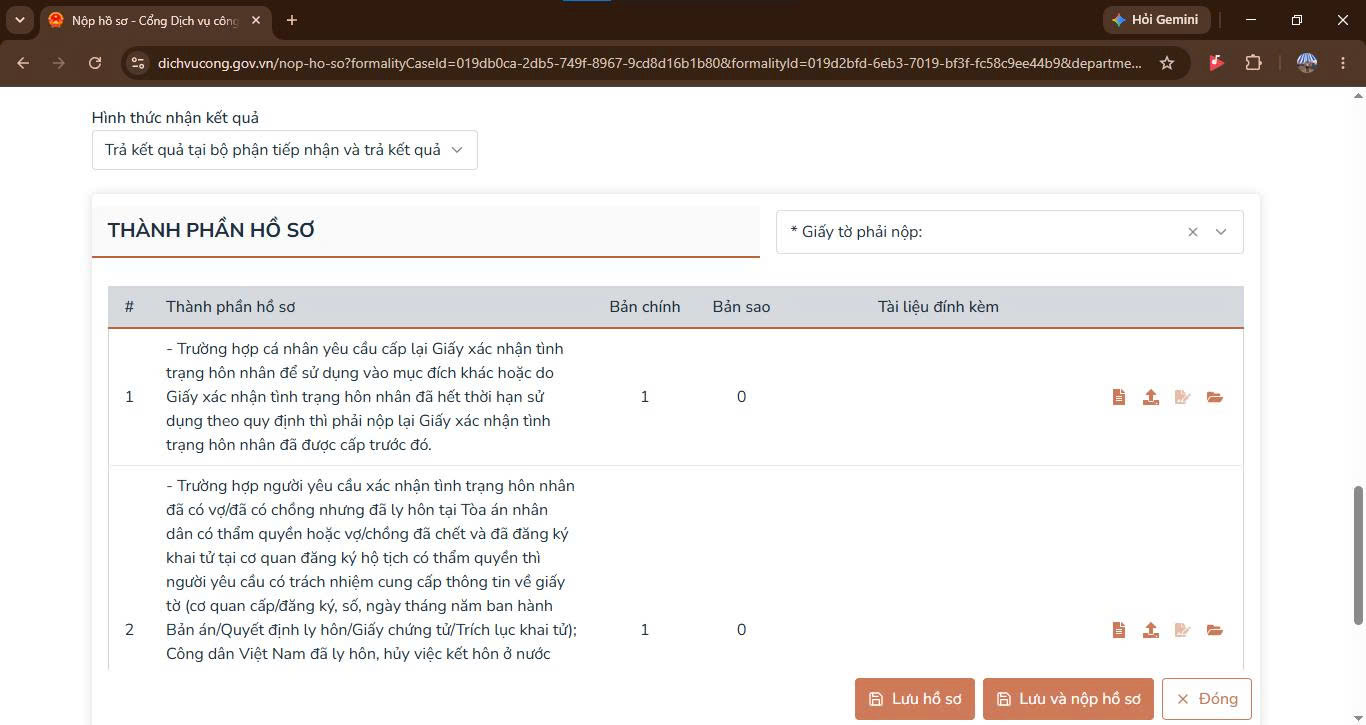 Nộp hồ sơ - Cổng Dịch vụ công
Hỏi Gemini
dichvucong.gov.vn/nop-ho-so?formalityCaseId=019db0ca-2db5-749f-8967-9cd8d16b1b80&formalityId=019d2bfd-6eb3-7019-bf3f-fc58c9ee44b9&departme...
Hình thức nhận kết quả
Trả kết quả tại bộ phận tiếp nhận và trả kết quả
THÀNH PHẦN HỒ SƠ
* Giấy tờ phải nộp:
# Thành phần hồ sơ Bản chính Bản sao Tài liệu đính kèm
- Trường hợp cá nhân yêu cầu cấp lại Giấy xác nhận tình
trạng hôn nhân để sử dụng vào mục đích khác hoặc do
1 Giấy xác nhận tình trạng hôn nhân đã hết thời hạn sử 1 0
dụng theo quy định thì phải nộp lại Giấy xác nhận tình
trạng hôn nhân đã được cấp trước đó.
- Trường hợp người yêu cầu xác nhận tình trạng hôn nhân
đã có vợ/đã có chồng nhưng đã ly hôn tại Tòa án nhân
dân có thẩm quyền hoặc vợ/chồng đã chết và đã đăng ký
khai tử tại cơ quan đăng ký hộ tịch có thẩm quyền thì
người yêu cầu có trách nhiệm cung cấp thông tin về giấy
tờ (cơ quan cấp/đăng ký, số, ngày tháng năm ban hành
2 Bản án/Quyết định ly hôn/Giấy chứng tử/Trích lục khai tử); 1 0
Công dân Việt Nam đã ly hôn, hủy việc kết hôn ở nước
Lưu hồ sơ
Lưu và nộp hồ sơ
Đóng